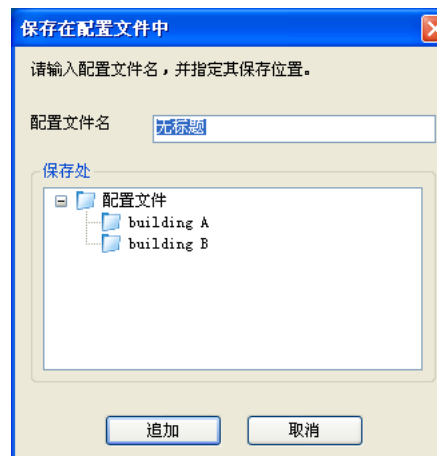 保存在配置文件中
请输入配置文件名，并指定其保存位置。
配置文件名
无标题
保存处
配置文件
building A
building B
追加
取消